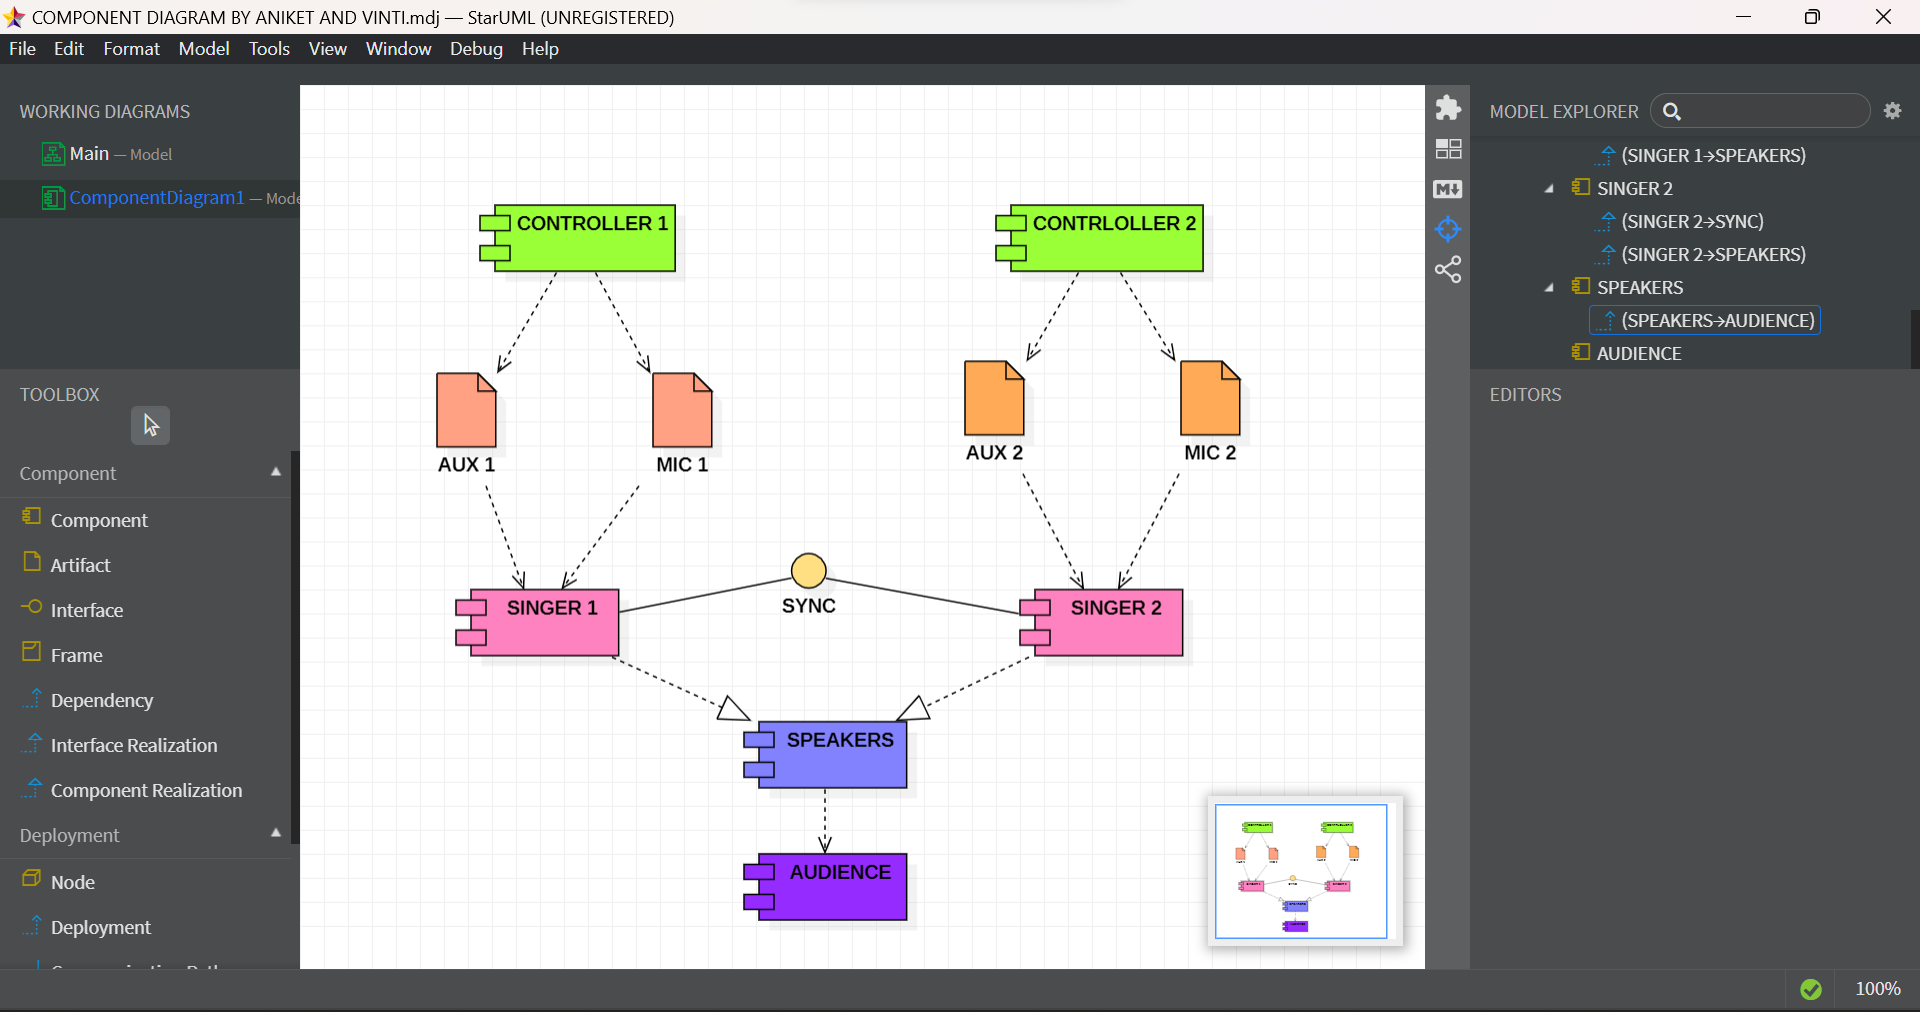 COMPONENT DIAGRAM BY ANIKET AND VINTI.mdj — StarUML (UNREGISTERED)
File Edit Format Model Tools View Window Debug Help
WORKING DIAGRAMS
Main — Model
ComponentDiagram1 — Mode
TOOLBOX
Component
Component
Artifact
Interface
Frame
Dependency
Interface Realization
Component Realization
Deployment
Node
Deployment
CONTROLLER 1
CONTRLOLLER 2
AUX 1
MIC 1
AUX 2
MIC 2
SINGER 1
SYNC
SINGER 2
SPEAKERS
AUDIENCE
M↓
MODEL EXPLORER
(SINGER 1→SPEAKERS)
SINGER 2
(SINGER 2→SYNC)
(SINGER 2→SPEAKERS)
SPEAKERS
(SPEAKERS→AUDIENCE)
AUDIENCE
EDITORS
100%